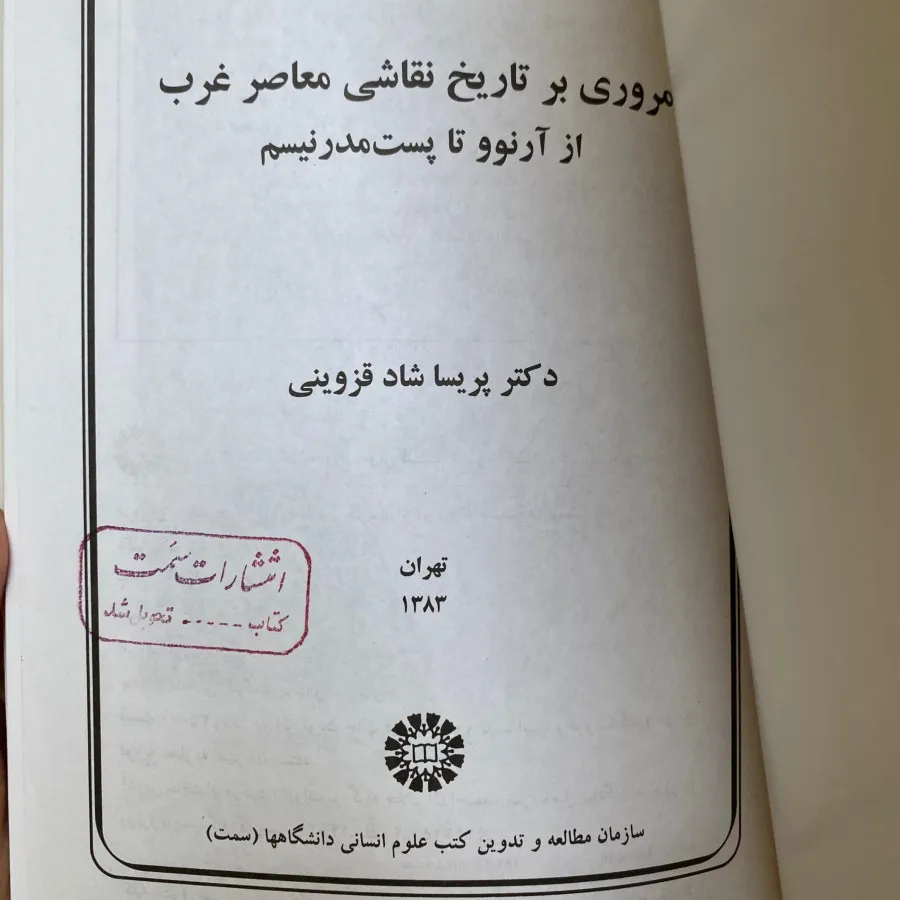 مروری بر تاریخ نقاشی معاصر غرب
از آرنوو تا پست‌مدرنیسم
دکتر پریسا شاد قزوینی
تهران
۱۳۸۳
انتشارات سمت
کتاب ----- تحویل شد
سازمان مطالعه و تدوین کتب علوم انسانی دانشگاهها (سمت)